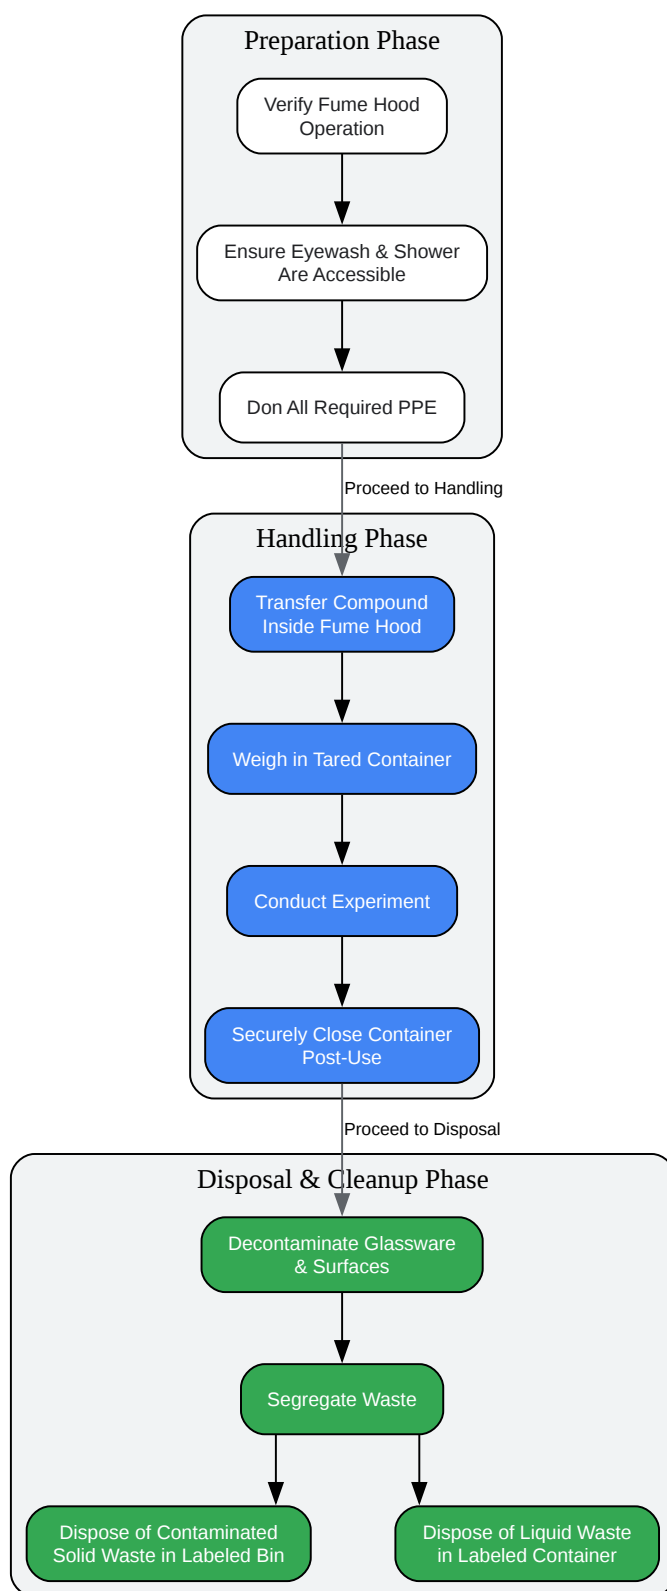 Preparation Phase
Verify Fume Hood
Operation
Ensure Eyewash & Shower
Are Accessible
Don All Required PPE
Proceed to Handling
Handling Phase
Transfer Compound
Inside Fume Hood
Weigh in Tared Container
Conduct Experiment
Securely Close Container
Post-Use
Proceed to Disposal
Disposal & Cleanup Phase
Decontaminate Glassware
& Surfaces
Segregate Waste
Dispose of Contaminated
Solid Waste in Labeled Bin
Dispose of Liquid Waste
in Labeled Container